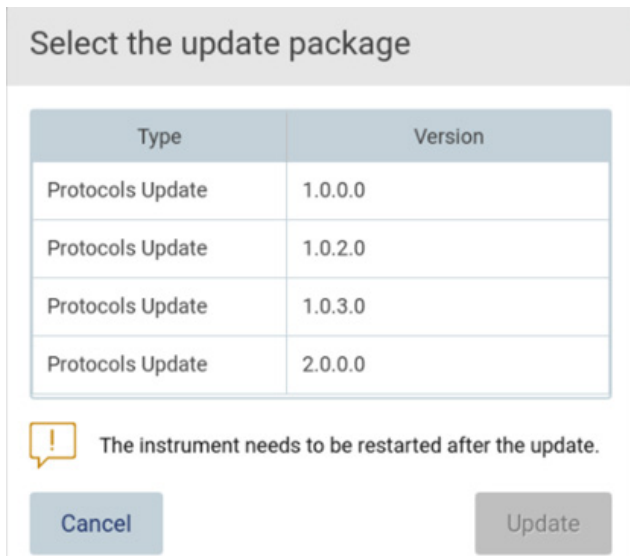 Select the update package
Type Version
Protocols Update 1.0.0.0
Protocols Update 1.0.2.0
Protocols Update 1.0.3.0
Protocols Update 2.0.0.0
! The instrument needs to be restarted after the update.
Cancel Update